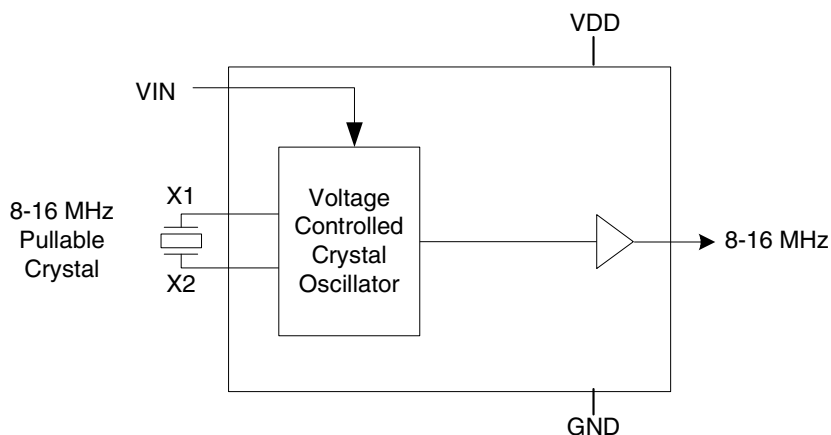 VDD
VIN
X1
8-16 MHz
Pullable
Crystal
X2
Voltage
Controlled
Crystal
Oscillator
8-16 MHz
GND